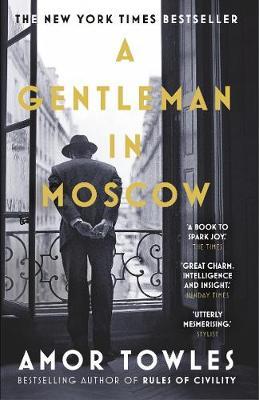 THE NEW YORK TIMES BESTSELLER
A
GENTLEMAN
IN
MOSCOW
'A BOOK TO
SPARK JOY.'
THE TIMES
'GREAT CHARM,
INTELLIGENCE
AND INSIGHT.'
SUNDAY TIMES
'UTTERLY
MESMERISING.'
STYLIST
AMOR TOWLES
BESTSELLING AUTHOR OF RULES OF CIVILITY